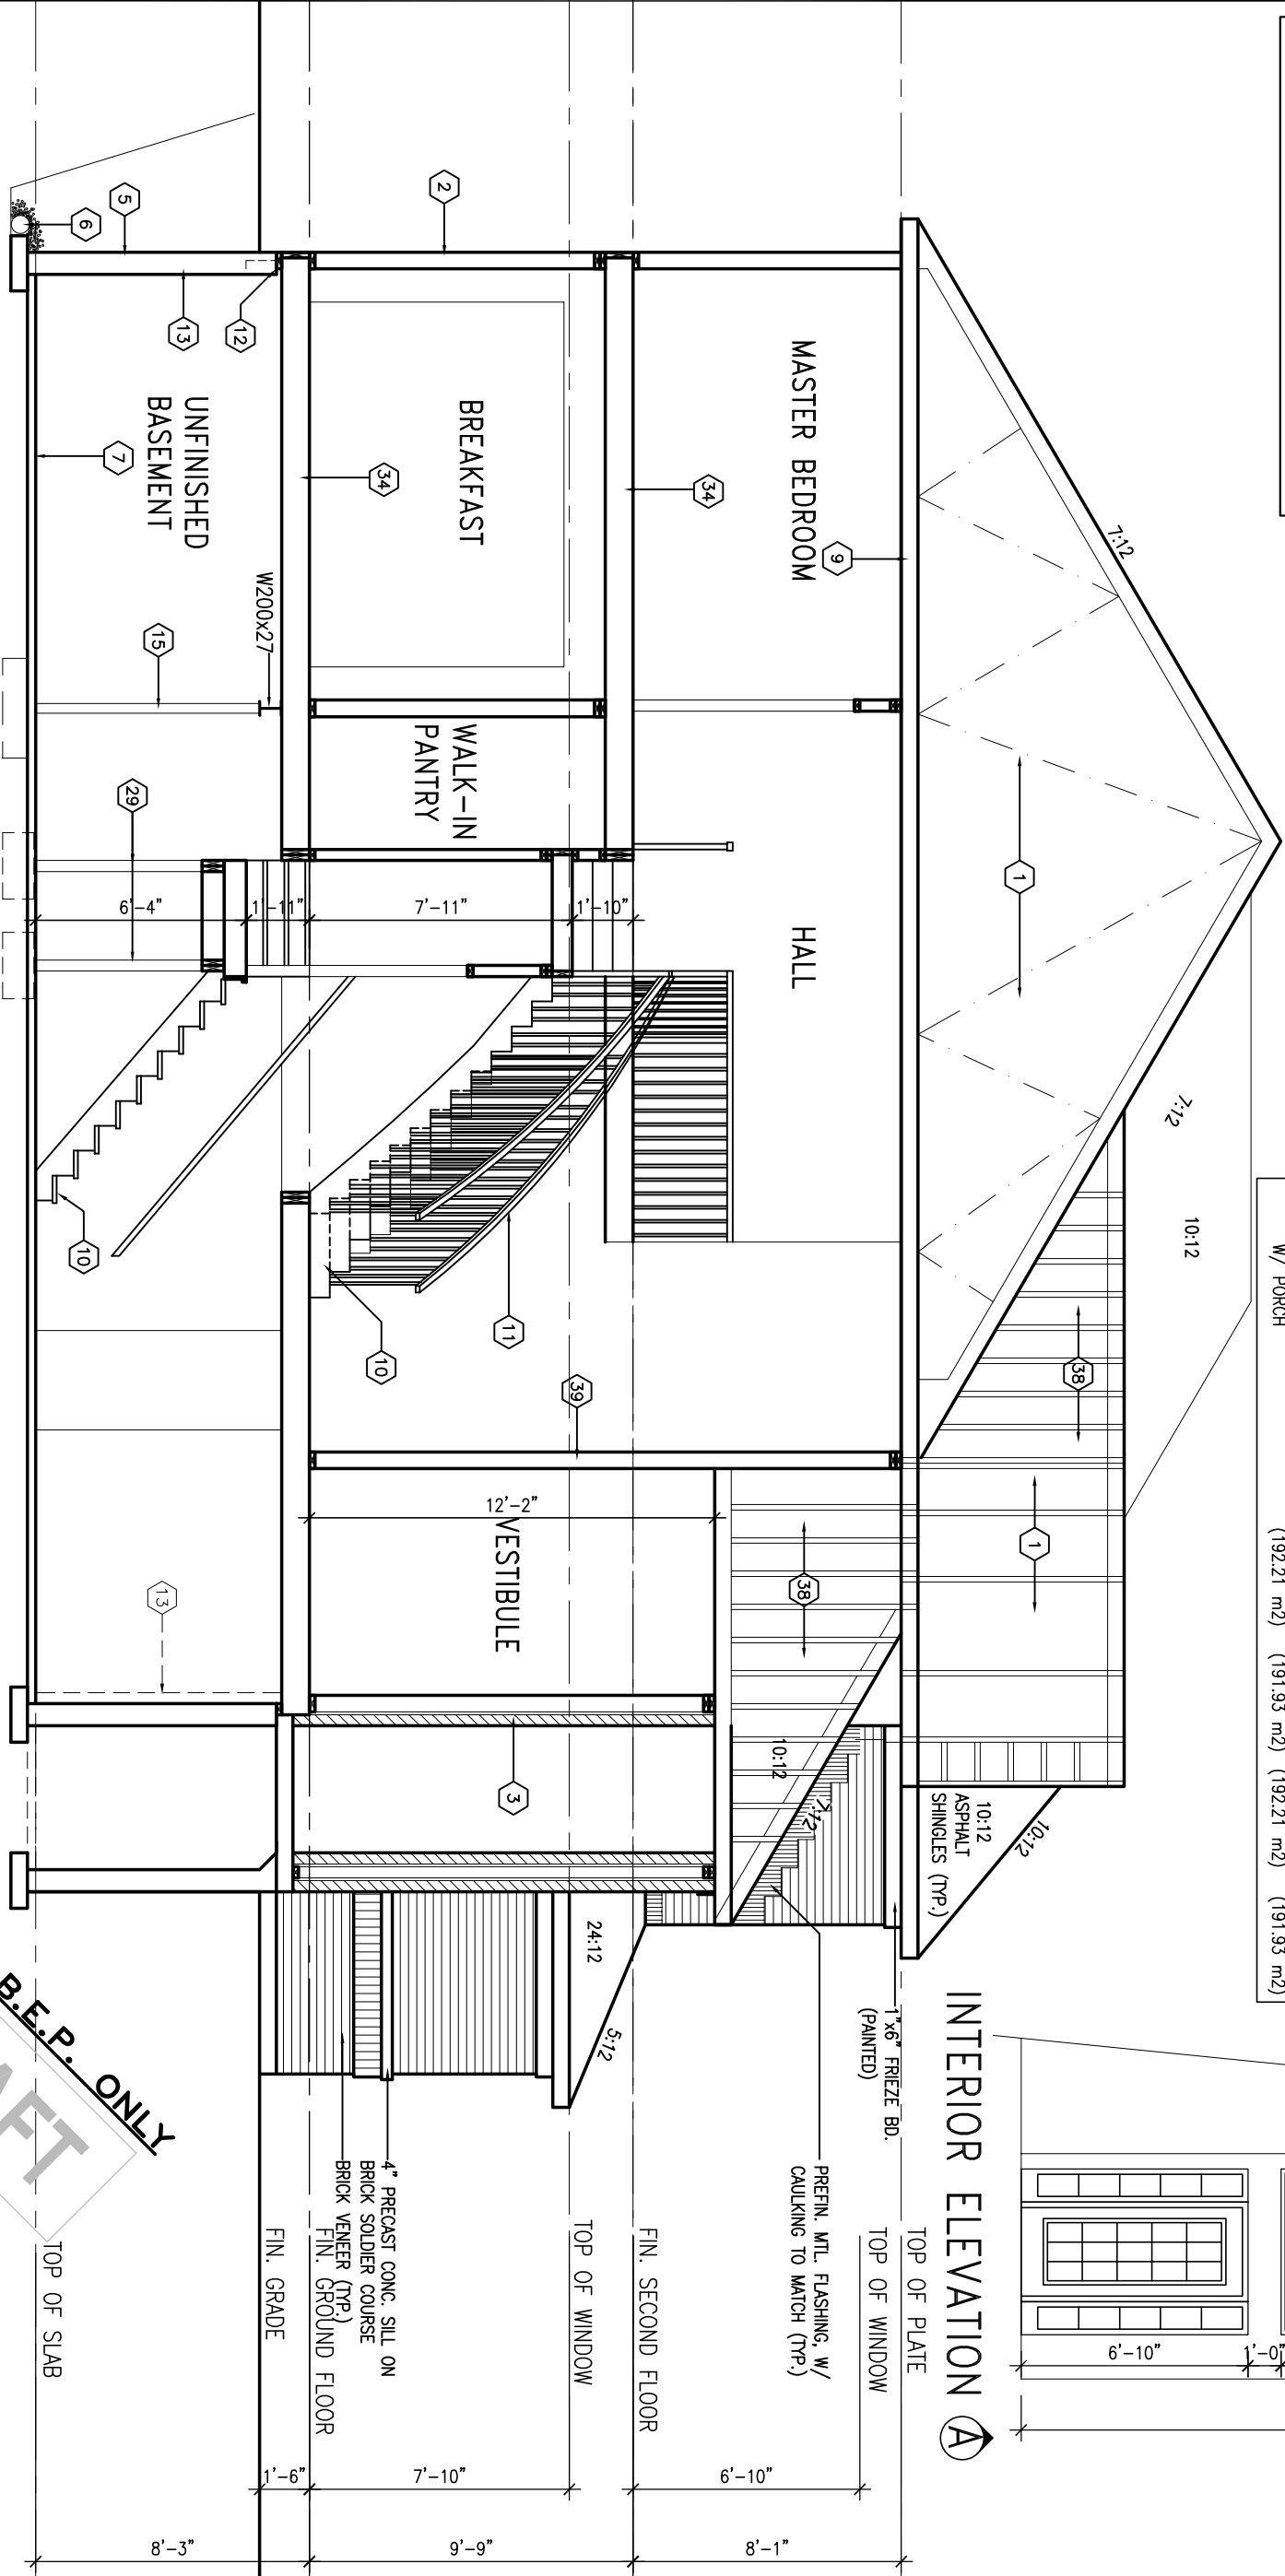 W/ PORCH
(192.21 m2) (191.93 m2) (192.21 m2) (191.93 m2)
10:12
7:12
7:12
1
38
1
10:12
ASPHALT
SHINGLES (TYP.)
10:12
INTERIOR ELEVATION A
6'-10"
1'-0"
MASTER BEDROOM
9
34
HALL
38
10:12
7:12
1"x6" FRIEZE BD.
(PAINTED)
PREFIN. MTL. FLASHING, W/
CAULKING TO MATCH (TYP.)
TOP OF PLATE
TOP OF WINDOW
FIN. SECOND FLOOR
6'-10"
8'-1"
2
BREAKFAST
34
WALK-IN
PANTRY
1'-10"
7'-11"
11
10
39
12'-2"
VESTIBULE
3
24:12
5:12
4" PRECAST CONC. SILL ON
BRICK SOLDIER COURSE
BRICK VENEER (TYP.)
TOP OF WINDOW
FIN. GROUND FLOOR
FIN. GRADE
7'-10"
1'-6"
9'-9"
5
6
13
12
UNFINISHED
BASEMENT
7
W200x27
15
29
1'-11"
6'-4"
10
13
B.E.P. ONLY
AFT
TOP OF SLAB
8'-3"